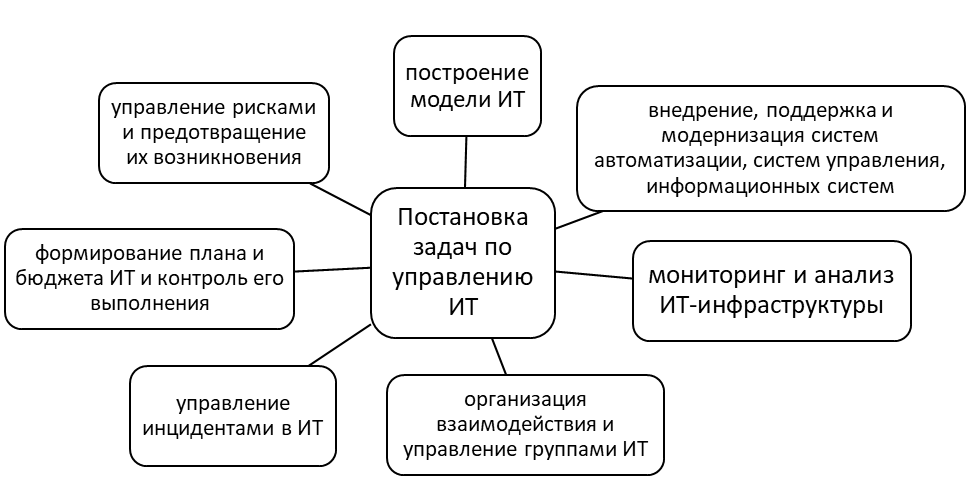 построение
модели ИТ
управление рисками
и предотвращение
их возникновения
внедрение, поддержка и
модернизация систем
автоматизации, систем управления,
информационных систем
Постановка
задач по
управлению
ИТ
формирование плана и
бюджета ИТ и контроль его
выполнения
мониторинг и анализ
ИТ-инфраструктуры
управление
инцидентами в ИТ
организация
взаимодействия и
управление группами ИТ